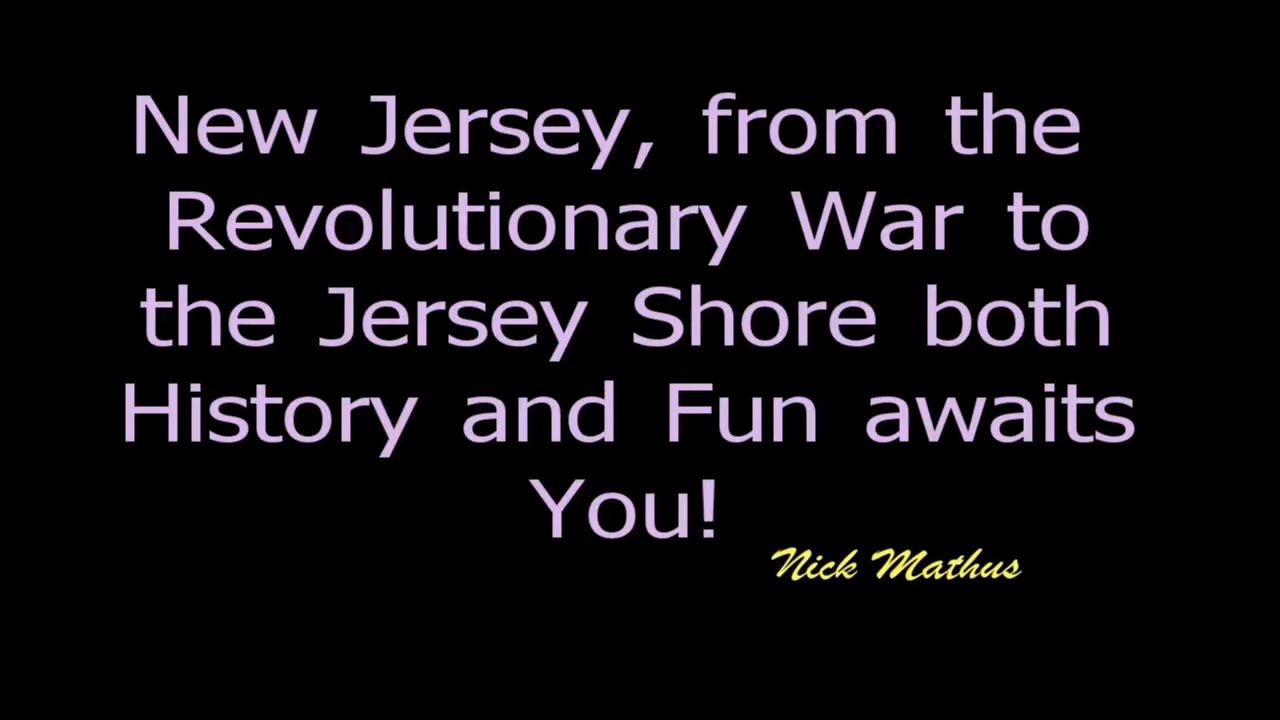 New Jersey, from the
Revolutionary War to
the Jersey Shore both
History and Fun awaits
You!
Nick Mathus